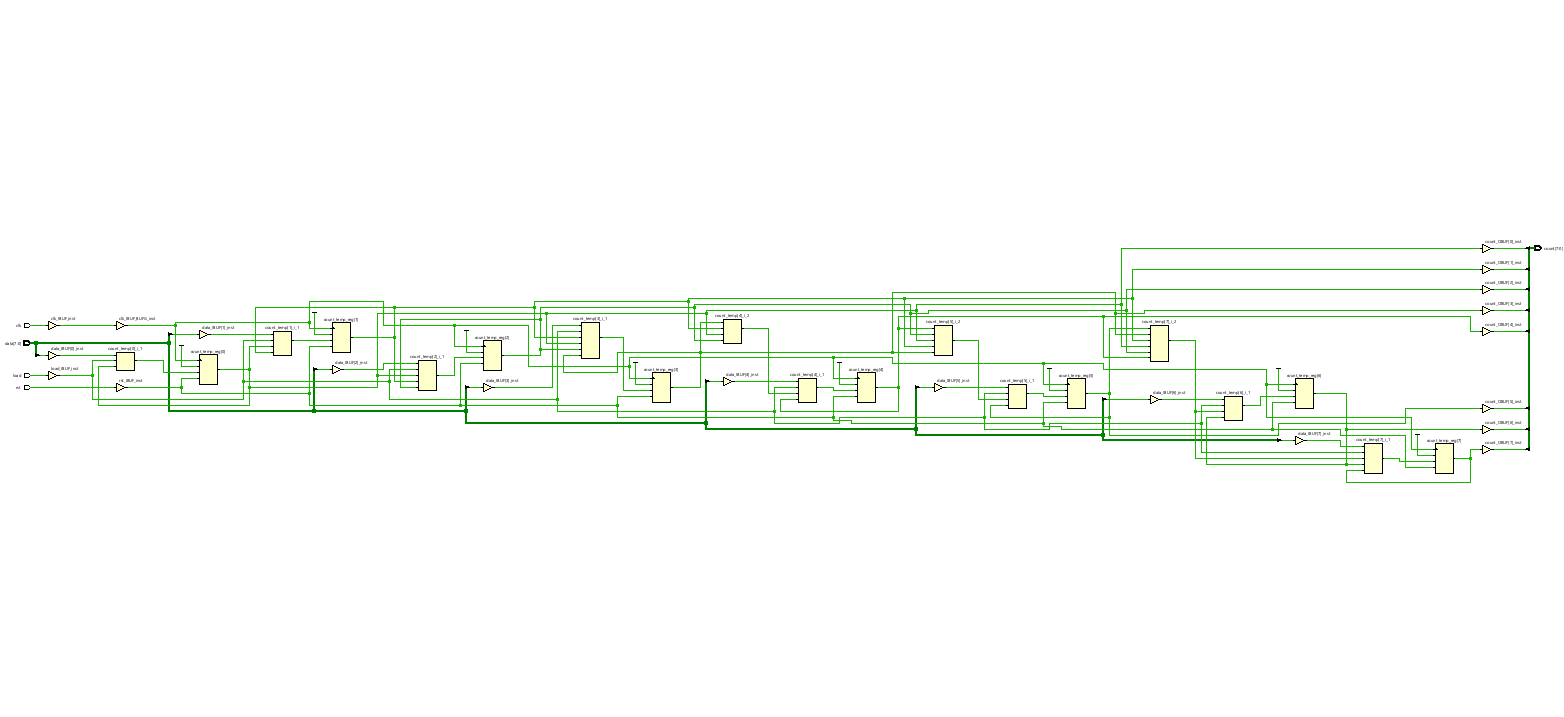 count_OBUF[0]_inst
count[7:0]
count_OBUF[1]_inst
count_OBUF[2]_inst
count_OBUF[3]_inst
count_OBUF[4]_inst
clk
clk_IBUF_inst
clk_IBUF_BUFG_inst
data_IBUF[1]_inst
count_temp[1]_i_1
count_temp_reg[1]
count_temp_reg[2]
count_temp[3]_i_1
count_temp[4]_i_2
count_temp[5]_i_2
count_temp[7]_i_2
data[7:0]
data_IBUF[0]_inst
count_temp[0]_i_1
count_temp_reg[0]
data_IBUF[2]_inst
count_temp[2]_i_1
count_temp_reg[3]
load
load_IBUF_inst
rst
rst_IBUF_inst
data_IBUF[3]_inst
data_IBUF[4]_inst
count_temp[4]_i_1
count_temp_reg[4]
data_IBUF[5]_inst
count_temp[5]_i_1
count_temp_reg[5]
data_IBUF[6]_inst
count_temp[6]_i_1
count_temp_reg[6]
count_OBUF[5]_inst
count_OBUF[6]_inst
data_IBUF[7]_inst
count_temp[7]_i_1
count_temp_reg[7]
count_OBUF[7]_inst